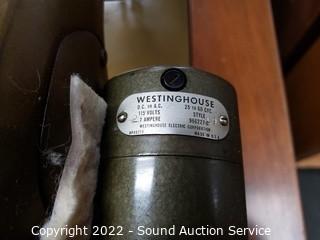 WESTINGHOUSE
D.C. OR A.C. 25 TO 60 CYC.
115 VOLTS STYLE
.7 AMPERE
WESTINGHOUSE ELECTRIC CORPORATION
MADE IN U.S.A.
Copyright 2022 - Sound Auction Service